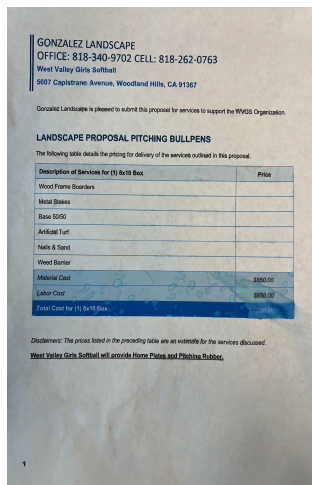 GONZALEZ LANDSCAPE
OFFICE: 818-340-9702 CELL: 818-262-0763
West Valley Girls Softball
5607 Capistrano Avenue, Woodland Hills, CA 91367
Gonzalez Landscape is pleased to submit this proposal for services to support the WVGS Organization.
LANDSCAPE PROPOSAL PITCHING BULLPENS
The following table details the pricing for delivery of the services outlined in this proposal.
Description of Services for (1) 8x10 Box Price
Wood Frame Boarders
Metal Stakes
Base 50/50
Artificial Turf
Nails & Sand
Weed Barrier
Material Cost $850.00
Labor Cost
Total Cost for (1) 8x10 Box
Disclaimers: The prices listed in the preceding table are an estimate for the services discussed.
West Valley Girls Softball will provide Home Plates and Pitching Rubber.
1